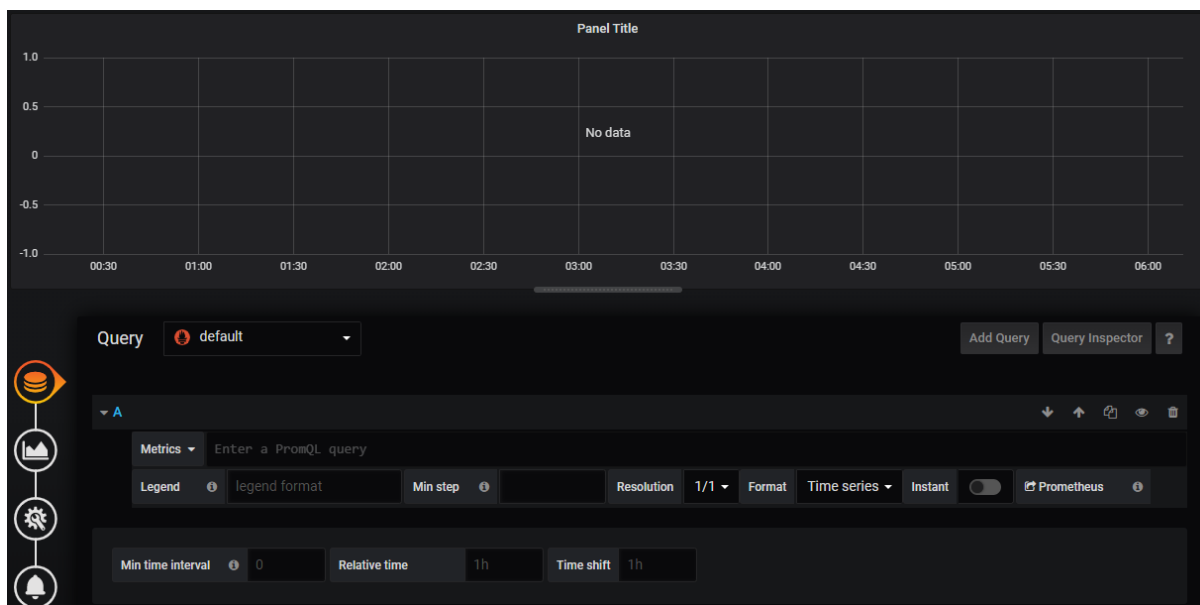 Panel Title
1.0
0.5
No data
0
-0.5
-1.0
00:30 01:00 01:30 02:00 02:30 03:00 03:30 04:00 04:30 05:00 05:30 06:00
Query default Add Query Query Inspector ?
A
Metrics Enter a PromQL query
Legend legend format Min step Resolution 1/1 Format Time series Instant Prometheus
Min time interval 0 Relative time 1h Time shift 1h